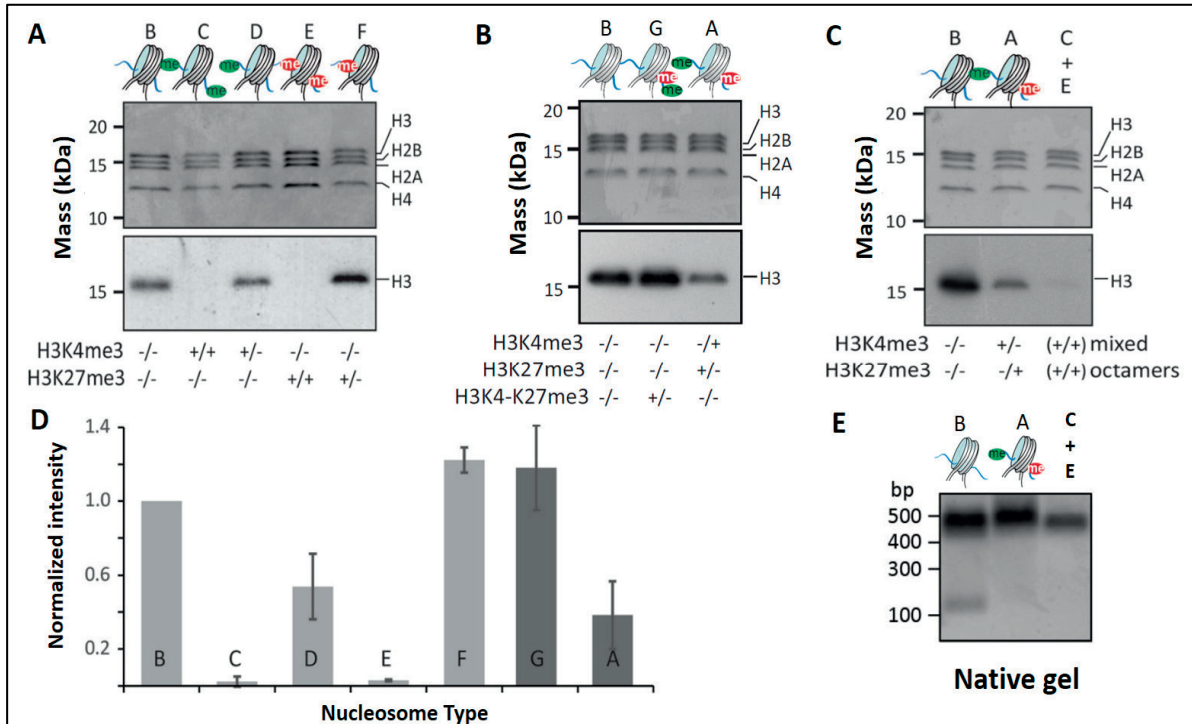 A
B C D E F
me me me me me me
20
15
10
Mass (kDa)
H3
H2B
H2A
H4
15
H3
H3K4me3 -/- +/+ +/- -/- -/-
H3K27me3 -/- -/- -/- +/+ +/-
B
B G A
me me me me
20
15
10
Mass (kDa)
H3
H2B
H2A
H4
15
H3
H3K4me3 -/- -/- -/+
H3K27me3 -/- -/- +/-
H3K4-K27me3 -/- +/- -/-
C
B A C
+
E
me me
20
15
10
Mass (kDa)
H3
H2B
H2A
H4
15
H3
H3K4me3 -/- +/- (+/+) mixed
H3K27me3 -/- -/+ (+/+) octamers
D
1.4
1.0
0.6
0.2
Normalized intensity
B C D E F G A
Nucleosome Type
E
B A C
+
E
me me
bp
500
400
300
100
Native gel